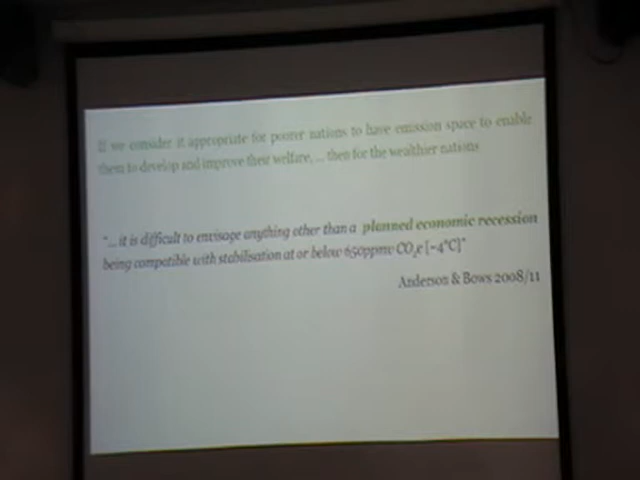 If we consider it appropriate for poorer nations to have emission space to enable
them to develop and improve their welfare, ... then for the wealthier nations
"... it is difficult to envisage anything other than a planned economic recession
being compatible with stabilisation at or below 650ppmv CO₂e [~4°C]"
Anderson & Bows 2008/11